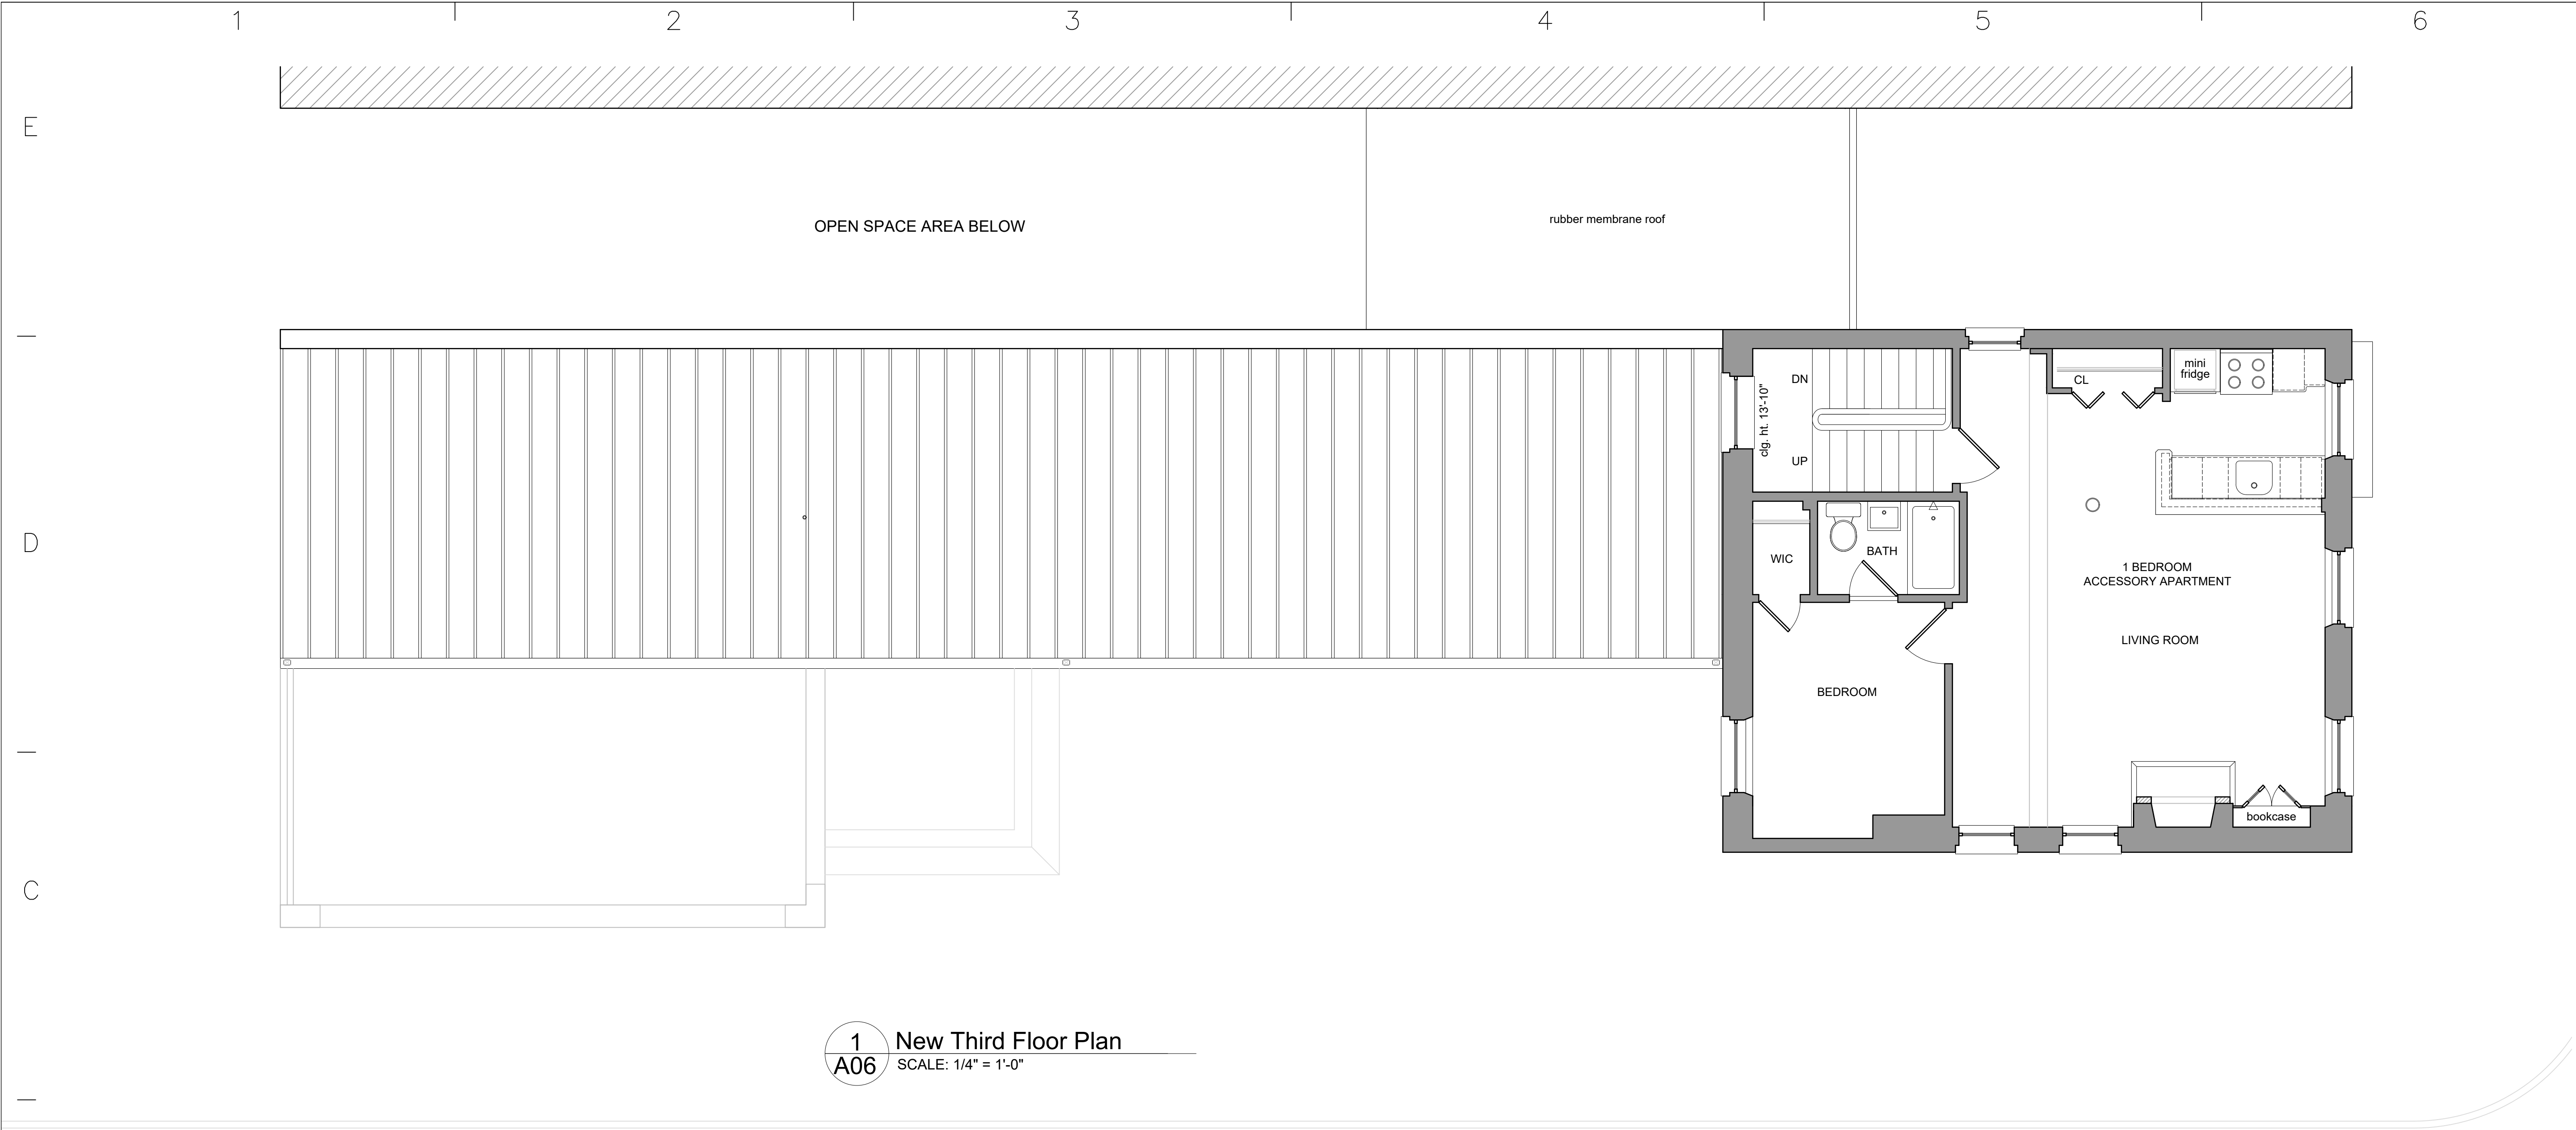 1 2 3 4 5 6
E
OPEN SPACE AREA BELOW
rubber membrane roof
mini
fridge
DN
CL
clg. ht. 13'-10"
UP
D
BATH
WIC
1 BEDROOM
ACCESSORY APARTMENT
LIVING ROOM
BEDROOM
bookcase
C
1
A06
New Third Floor Plan
SCALE: 1/4" = 1'-0"